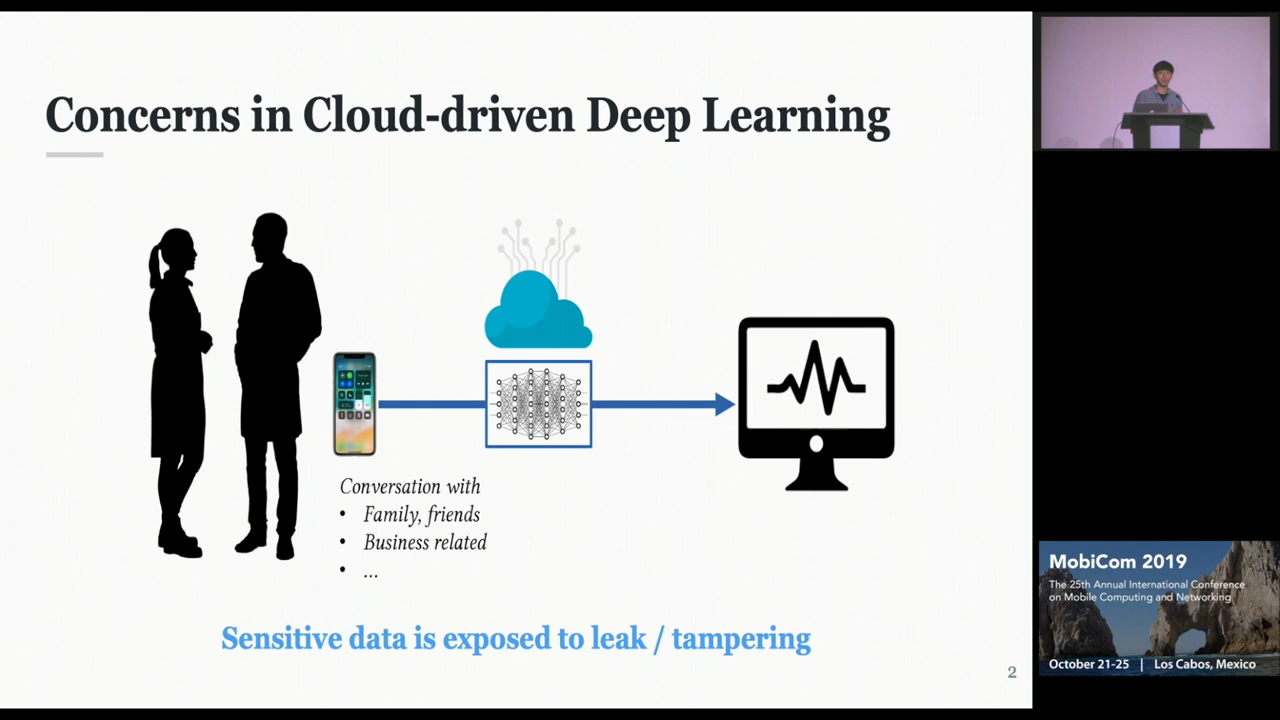 Concerns in Cloud-driven Deep Learning
Conversation with
• Family, friends
• Business related
• ...
Sensitive data is exposed to leak / tampering
2
MobiCom 2019
The 25th Annual International Conference
on Mobile Computing and Networking
October 21-25 | Los Cabos, Mexico